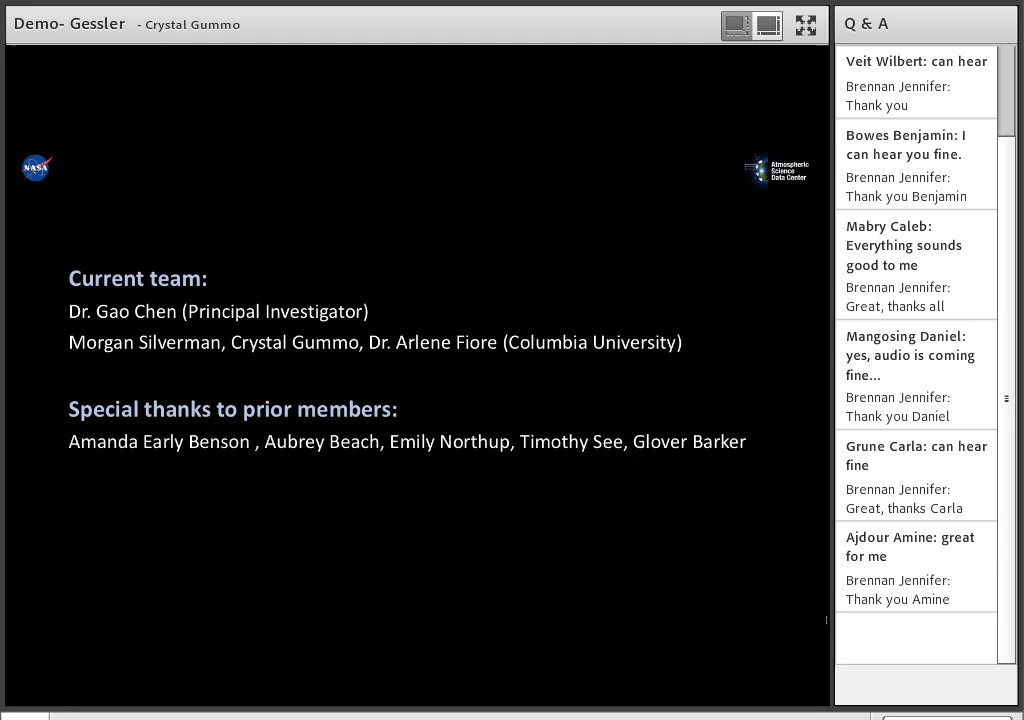 Demo- Gessler - Crystal Gummo
NASA
Atmospheric
Science
Data Center
Current team:
Dr. Gao Chen (Principal Investigator)
Morgan Silverman, Crystal Gummo, Dr. Arlene Fiore (Columbia University)
Special thanks to prior members:
Amanda Early Benson , Aubrey Beach, Emily Northup, Timothy See, Glover Barker
Q & A
Veit Wilbert: can hear
Brennan Jennifer:
Thank you
Bowes Benjamin: I
can hear you fine.
Brennan Jennifer:
Thank you Benjamin
Mabry Caleb:
Everything sounds
good to me
Brennan Jennifer:
Great, thanks all
Mangosing Daniel:
yes, audio is coming
fine...
Brennan Jennifer:
Thank you Daniel
Grune Carla: can hear
fine
Brennan Jennifer:
Great, thanks Carla
Ajdour Amine: great
for me
Brennan Jennifer:
Thank you Amine